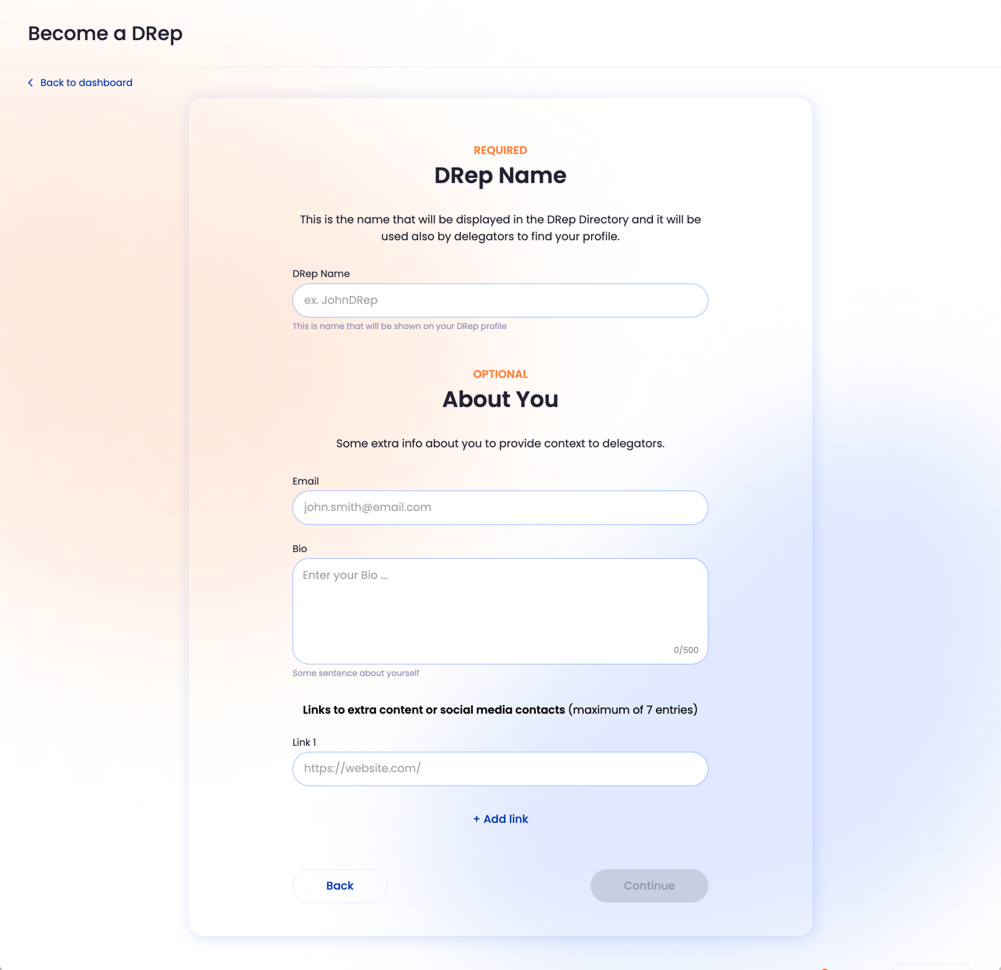 Become a DRep
Back to dashboard
REQUIRED
DRep Name
This is the name that will be displayed in the DRep Directory and it will be
used also by delegators to find your profile.
DRep Name
ex. JohnDRep
This is name that will be shown on your DRep profile
OPTIONAL
About You
Some extra info about you to provide context to delegators.
Email
john.smith@email.com
Bio
Enter your Bio ...
0/500
Some sentence about yourself
Links to extra content or social media contacts (maximum of 7 entries)
Link 1
https://website.com/
+ Add link
Back
Continue